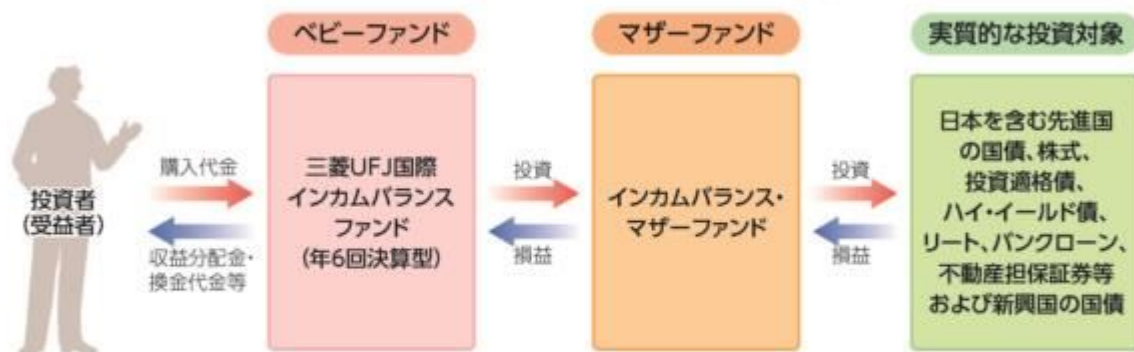 ベビーファンド
マザーファンド
実質的な投資対象
投資者
(受益者)
購入代金
収益分配金・
換金代金等
三菱UFJ国際
インカムバランス
ファンド
(年6回決算型)
投資
損益
インカムバランス・
マザーファンド
投資
損益
日本を含む先進国
の国債、株式、
投資適格債、
ハイ・イールド債、
リート、バンクローン、
不動産担保証券等
および新興国の国債